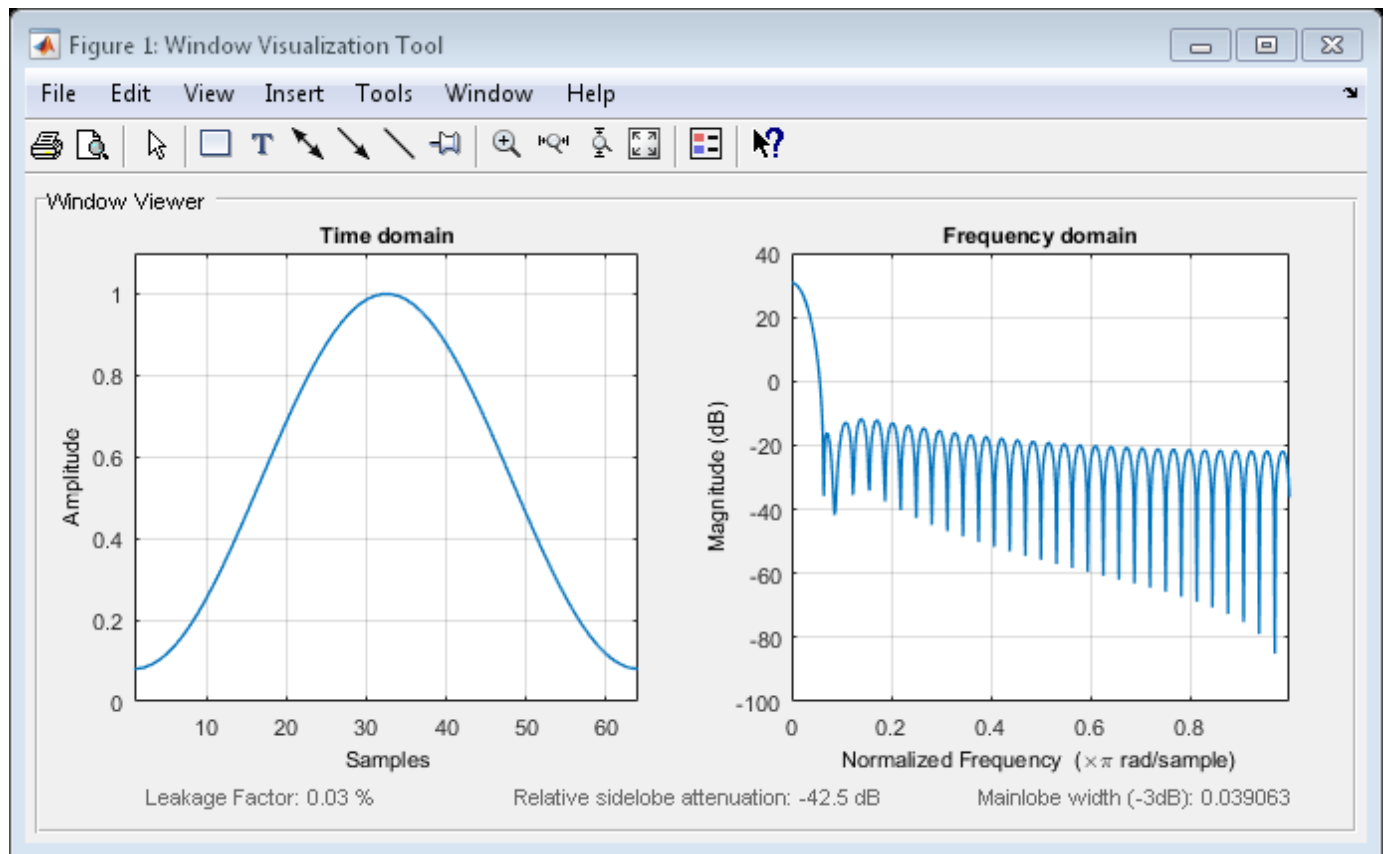 Figure 1: Window Visualization Tool
File Edit View Insert Tools Window Help
T
Window Viewer
Time domain
1
0.8
0.6
0.4
0.2
0
Amplitude
10 20 30 40 50 60
Samples
Frequency domain
40
20
0
-20
-40
-60
-80
-100
Magnitude (dB)
0 0.2 0.4 0.6 0.8
Normalized Frequency (×π rad/sample)
Leakage Factor: 0.03 % Relative sidelobe attenuation: -42.5 dB Mainlobe width (-3dB): 0.039063